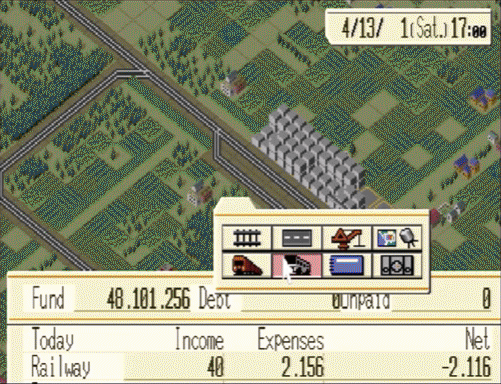 4/13/ 1(Sat.)17:00
Fund 48.101.256 Debt 0Unpaid 0
Today Income Expenses Net
Railway 40 2.156 -2.116